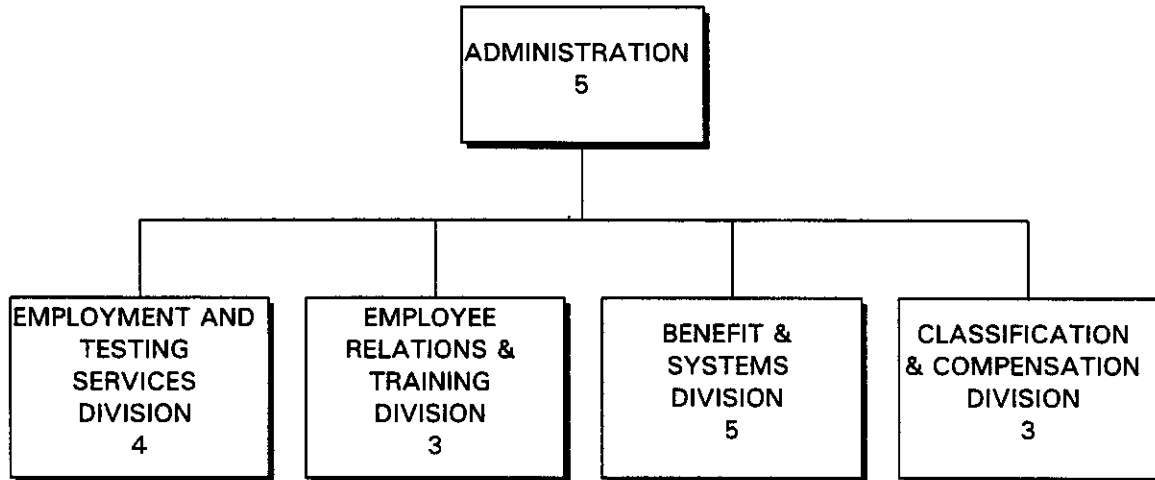 ADMINISTRATION
5
EMPLOYMENT AND
TESTING
SERVICES
DIVISION
4
EMPLOYEE
RELATIONS &
TRAINING
DIVISION
3
BENEFIT &
SYSTEMS
DIVISION
5
CLASSIFICATION
& COMPENSATION
DIVISION
3